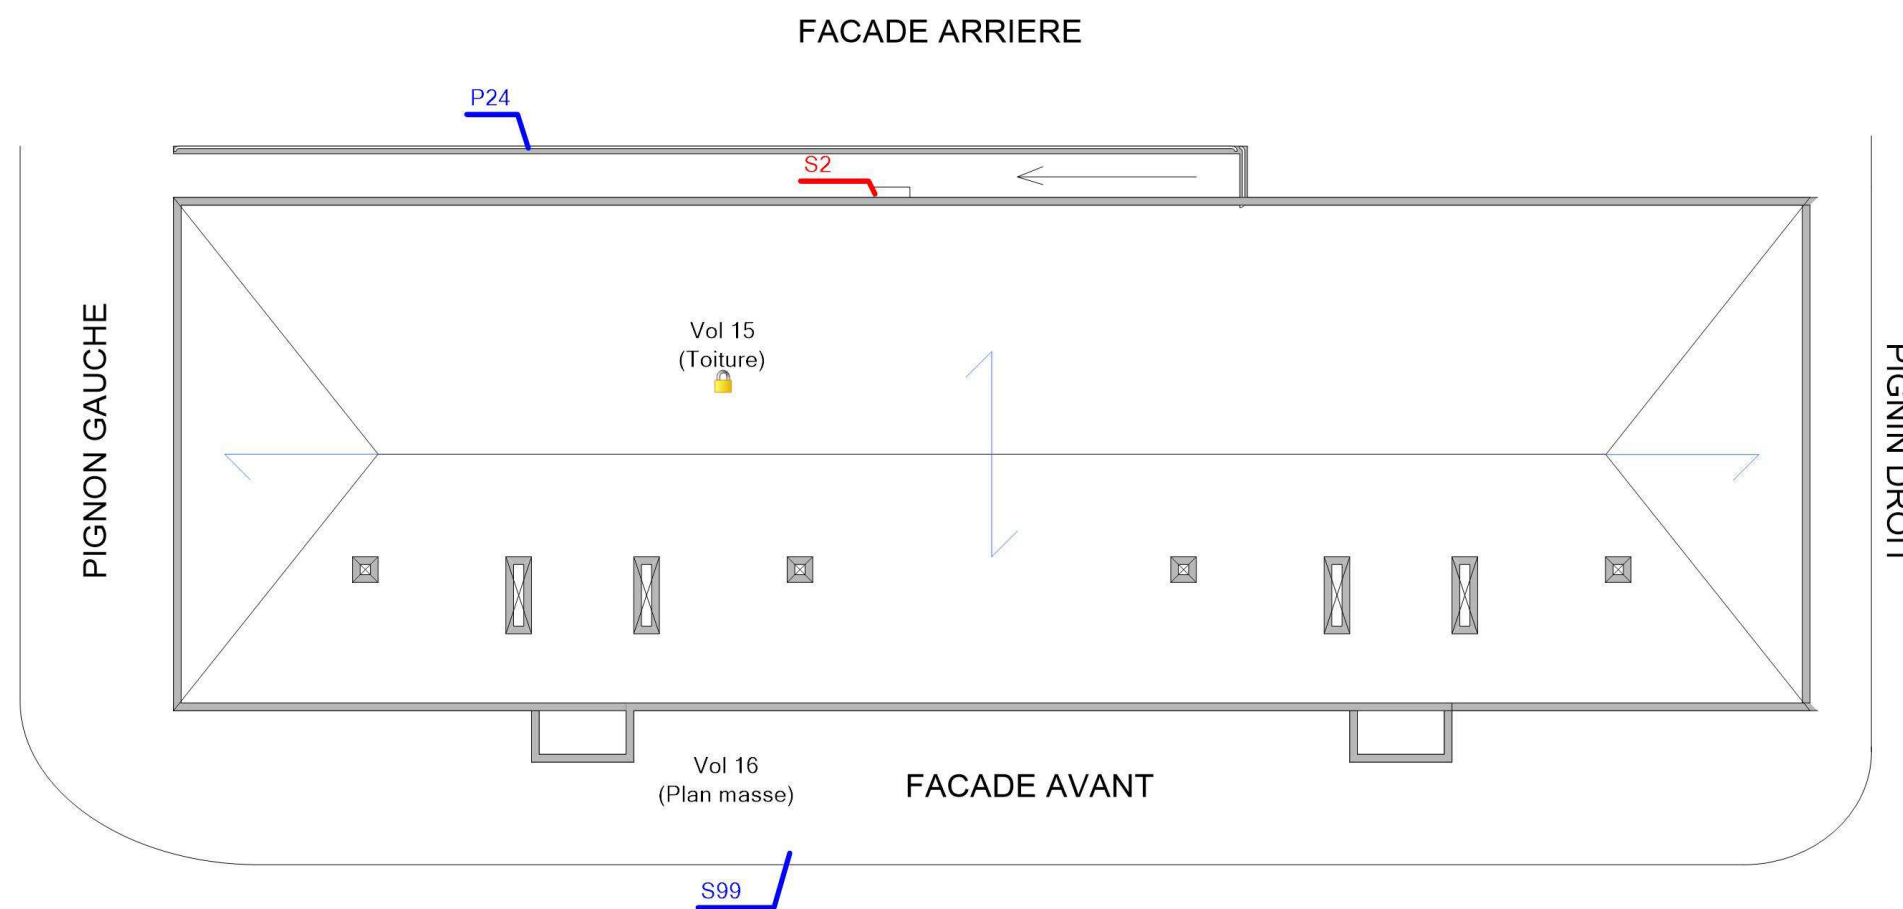 FACADE ARRIERE
P24
S2
PIGNON GAUCHE
Vol 15
(Toiture)
PIGNIN DROIT
Vol 16
(Plan masse)
FACADE AVANT
S99